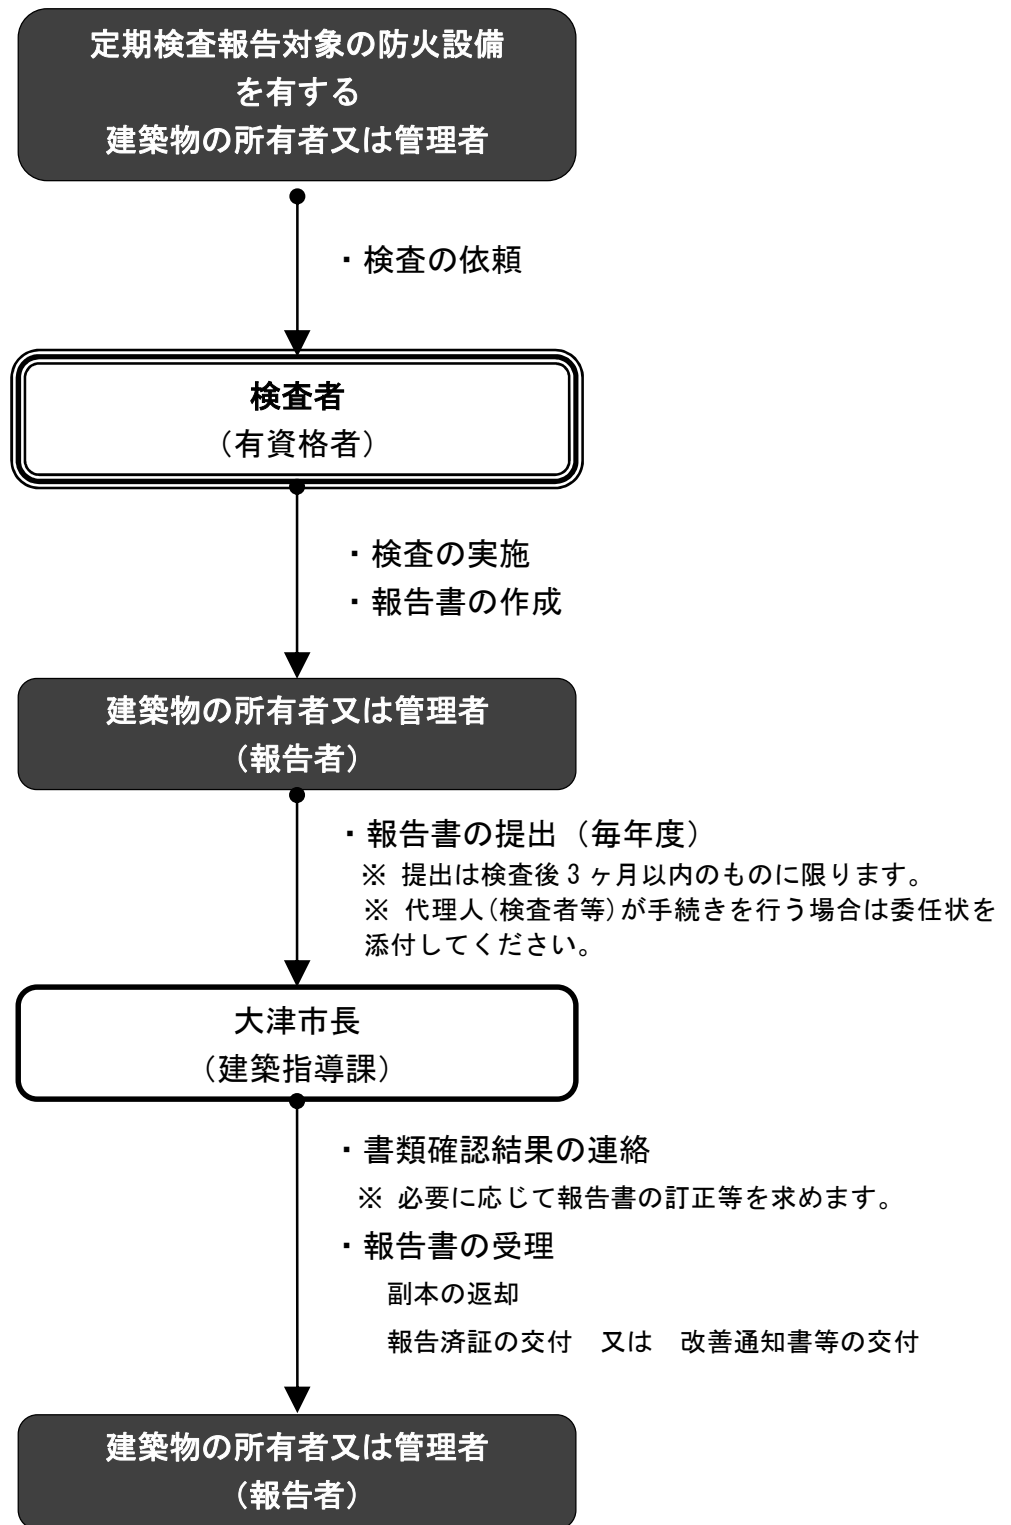 定期検査報告対象の防火設備
を有する
建築物の所有者又は管理者
・検査の依頼
検査者
（有資格者）
・検査の実施
・報告書の作成
建築物の所有者又は管理者
（報告者）
・報告書の提出（毎年度）
※ 提出は検査後３ヶ月以内のものに限ります。
※ 代理人(検査者等)が手続きを行う場合は委任状を
添付してください。
大津市長
（建築指導課）
・書類確認結果の連絡
※ 必要に応じて報告書の訂正等を求めます。
・報告書の受理
副本の返却
報告済証の交付　又は　改善通知書等の交付
建築物の所有者又は管理者
（報告者）